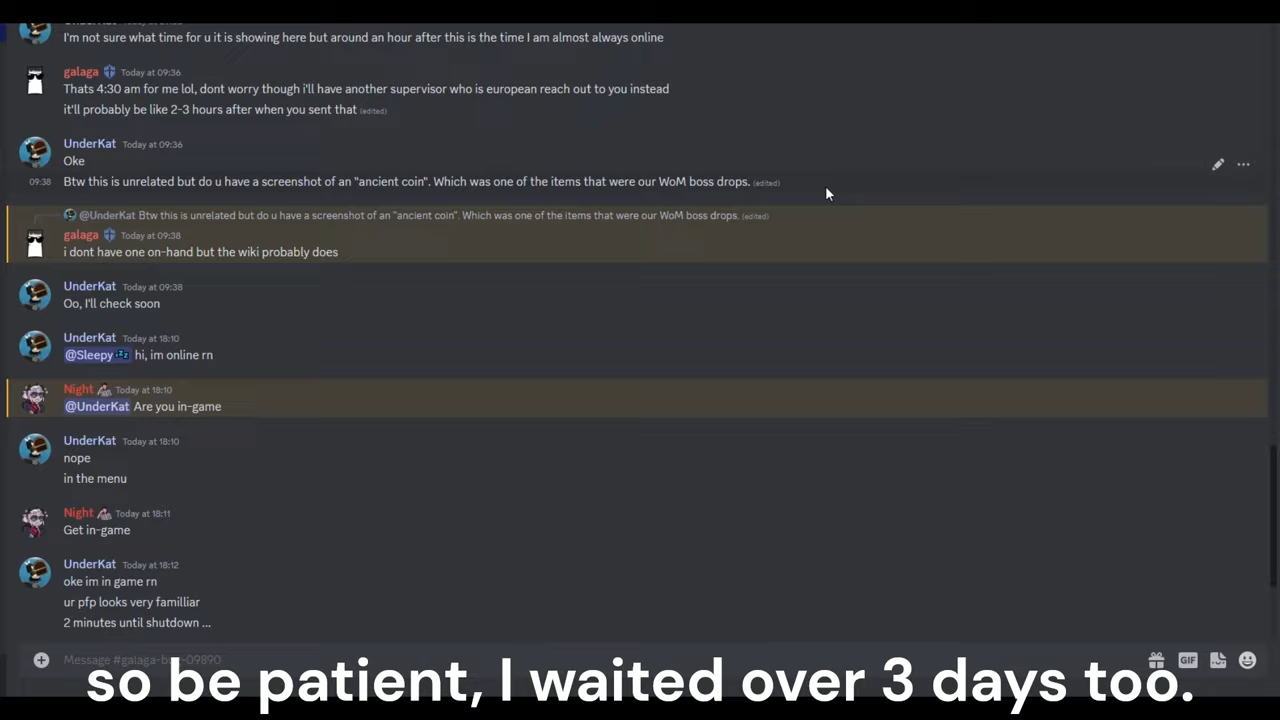 I'm not sure what time for u it is showing here but around an hour after this is the time I am almost always online
galaga Today at 09:36
Thats 4:30 am for me lol, dont worry though i'll have another supervisor who is european reach out to you instead
it'll probably be like 2-3 hours after when you sent that (edited)
UnderKat Today at 09:36
Oke
09:38 Btw this is unrelated but do u have a screenshot of an "ancient coin". Which was one of the items that were our WoM boss drops. (edited)
@UnderKat Btw this is unrelated but do u have a screenshot of an "ancient coin". Which was one of the items that were our WoM boss drops. (edited)
galaga Today at 09:38
i dont have one on-hand but the wiki probably does
UnderKat Today at 09:38
Oo, I'll check soon
UnderKat Today at 18:10
@Sleepy hi, im online rn
Night Today at 18:10
@UnderKat Are you in-game
UnderKat Today at 18:10
nope
in the menu
Night Today at 18:11
Get in-game
UnderKat Today at 18:12
oke im in game rn
ur pfp looks very familliar
2 minutes until shutdown ...
Message
GIF
so be patient, I waited over 3 days too.